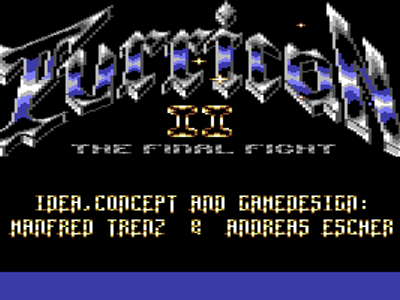 Turrican
II
THE FINAL FIGHT
IDEA,CONCEPT AND GAMEDESIGN:
MANFRED TRENZ & ANDREAS ESCHER